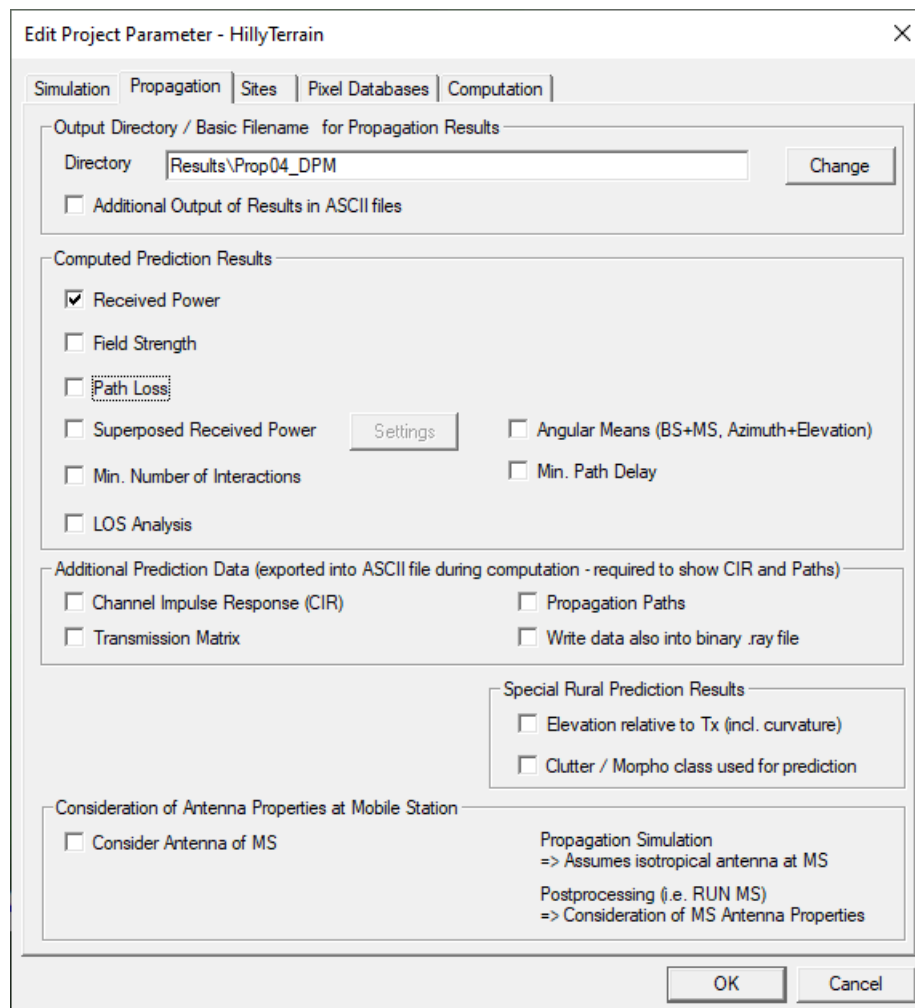 Edit Project Parameter - HillyTerrain
Simulation Propagation Sites Pixel Databases Computation
Output Directory / Basic Filename for Propagation Results
Directory Results\Prop04_DPM Change
Additional Output of Results in ASCII files
Computed Prediction Results
Received Power
Field Strength
Path Loss
Superposed Received Power Settings Angular Means (BS+MS, Azimuth+Elevation)
Min. Number of Interactions Min. Path Delay
LOS Analysis
Additional Prediction Data (exported into ASCII file during computation - required to show CIR and Paths)
Channel Impulse Response (CIR) Propagation Paths
Transmission Matrix Write data also into binary .ray file
Special Rural Prediction Results
Elevation relative to Tx (incl. curvature)
Clutter / Morpho class used for prediction
Consideration of Antenna Properties at Mobile Station
Consider Antenna of MS Propagation Simulation
=> Assumes isotropical antenna at MS
Postprocessing (i.e. RUN MS)
=> Consideration of MS Antenna Properties
OK Cancel